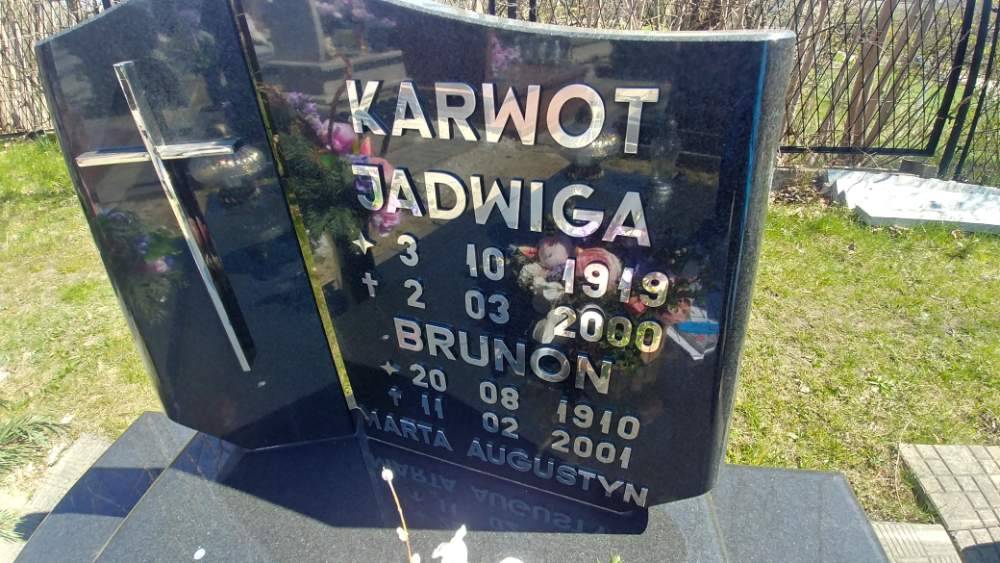 KARWOT
JADWIGA
3 10 1919
2 03 2000
BRUNON
20 08 1910
11 02 2001
MARTA AUGUSTYN